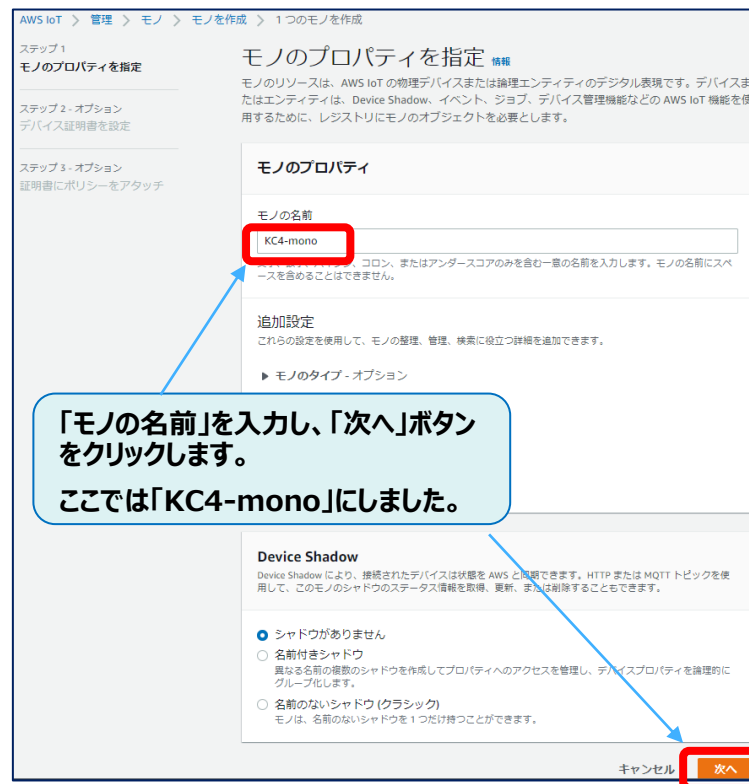 AWS IoT > 管理 > モノ > モノを作成 > 1 つのモノを作成
ステップ 1
モノのプロパティを指定
ステップ 2 - オプション
デバイス証明書を設定
ステップ 3 - オプション
証明書にポリシーをアタッチ
モノのプロパティを指定 情報
モノのリソースは、AWS IoT の物理デバイスまたは論理エンティティのデジタル表現です。デバイスま
たはエンティティは、Device Shadow、イベント、ジョブ、デバイス管理機能などの AWS IoT 機能を使
用するために、レジストリにモノのオブジェクトを必要とします。
モノのプロパティ
モノの名前
KC4-mono
コロン、またはアンダースコアのみを含む一意の名前を入力します。モノの名前にスペ
ースを含めることはできません。
追加設定
これらの設定を使用して、モノの整理、管理、検索に役立つ詳細を追加できます。
▶ モノのタイプ - オプション
「モノの名前」を入力し、「次へ」ボタン
をクリックします。
ここでは「KC4-mono」にしました。
Device Shadow
Device Shadow により、接続されたデバイスは状態を AWS と同期できます。HTTP または MQTT トピックを使
用して、このモノのシャドウのステータス情報を取得、更新、または削除することもできます。
シャドウがありません
名前付きシャドウ
異なる名前の複数のシャドウを作成してプロパティへのアクセスを管理し、デバイスプロパティを論理的に
グループ化します。
名前のないシャドウ (クラシック)
モノは、名前のないシャドウを 1 つだけ持つことができます。
キャンセル 次へ